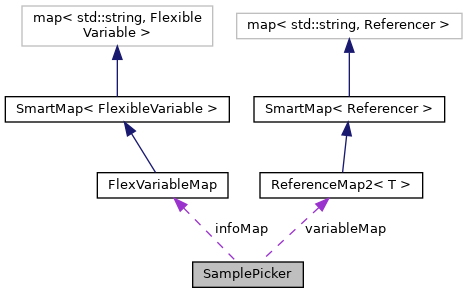 map< std::string, Flexible
Variable >
map< std::string, Referencer >
SmartMap< FlexibleVariable >
SmartMap< Referencer >
FlexVariableMap
ReferenceMap2< T >
infoMap
variableMap
SamplePicker